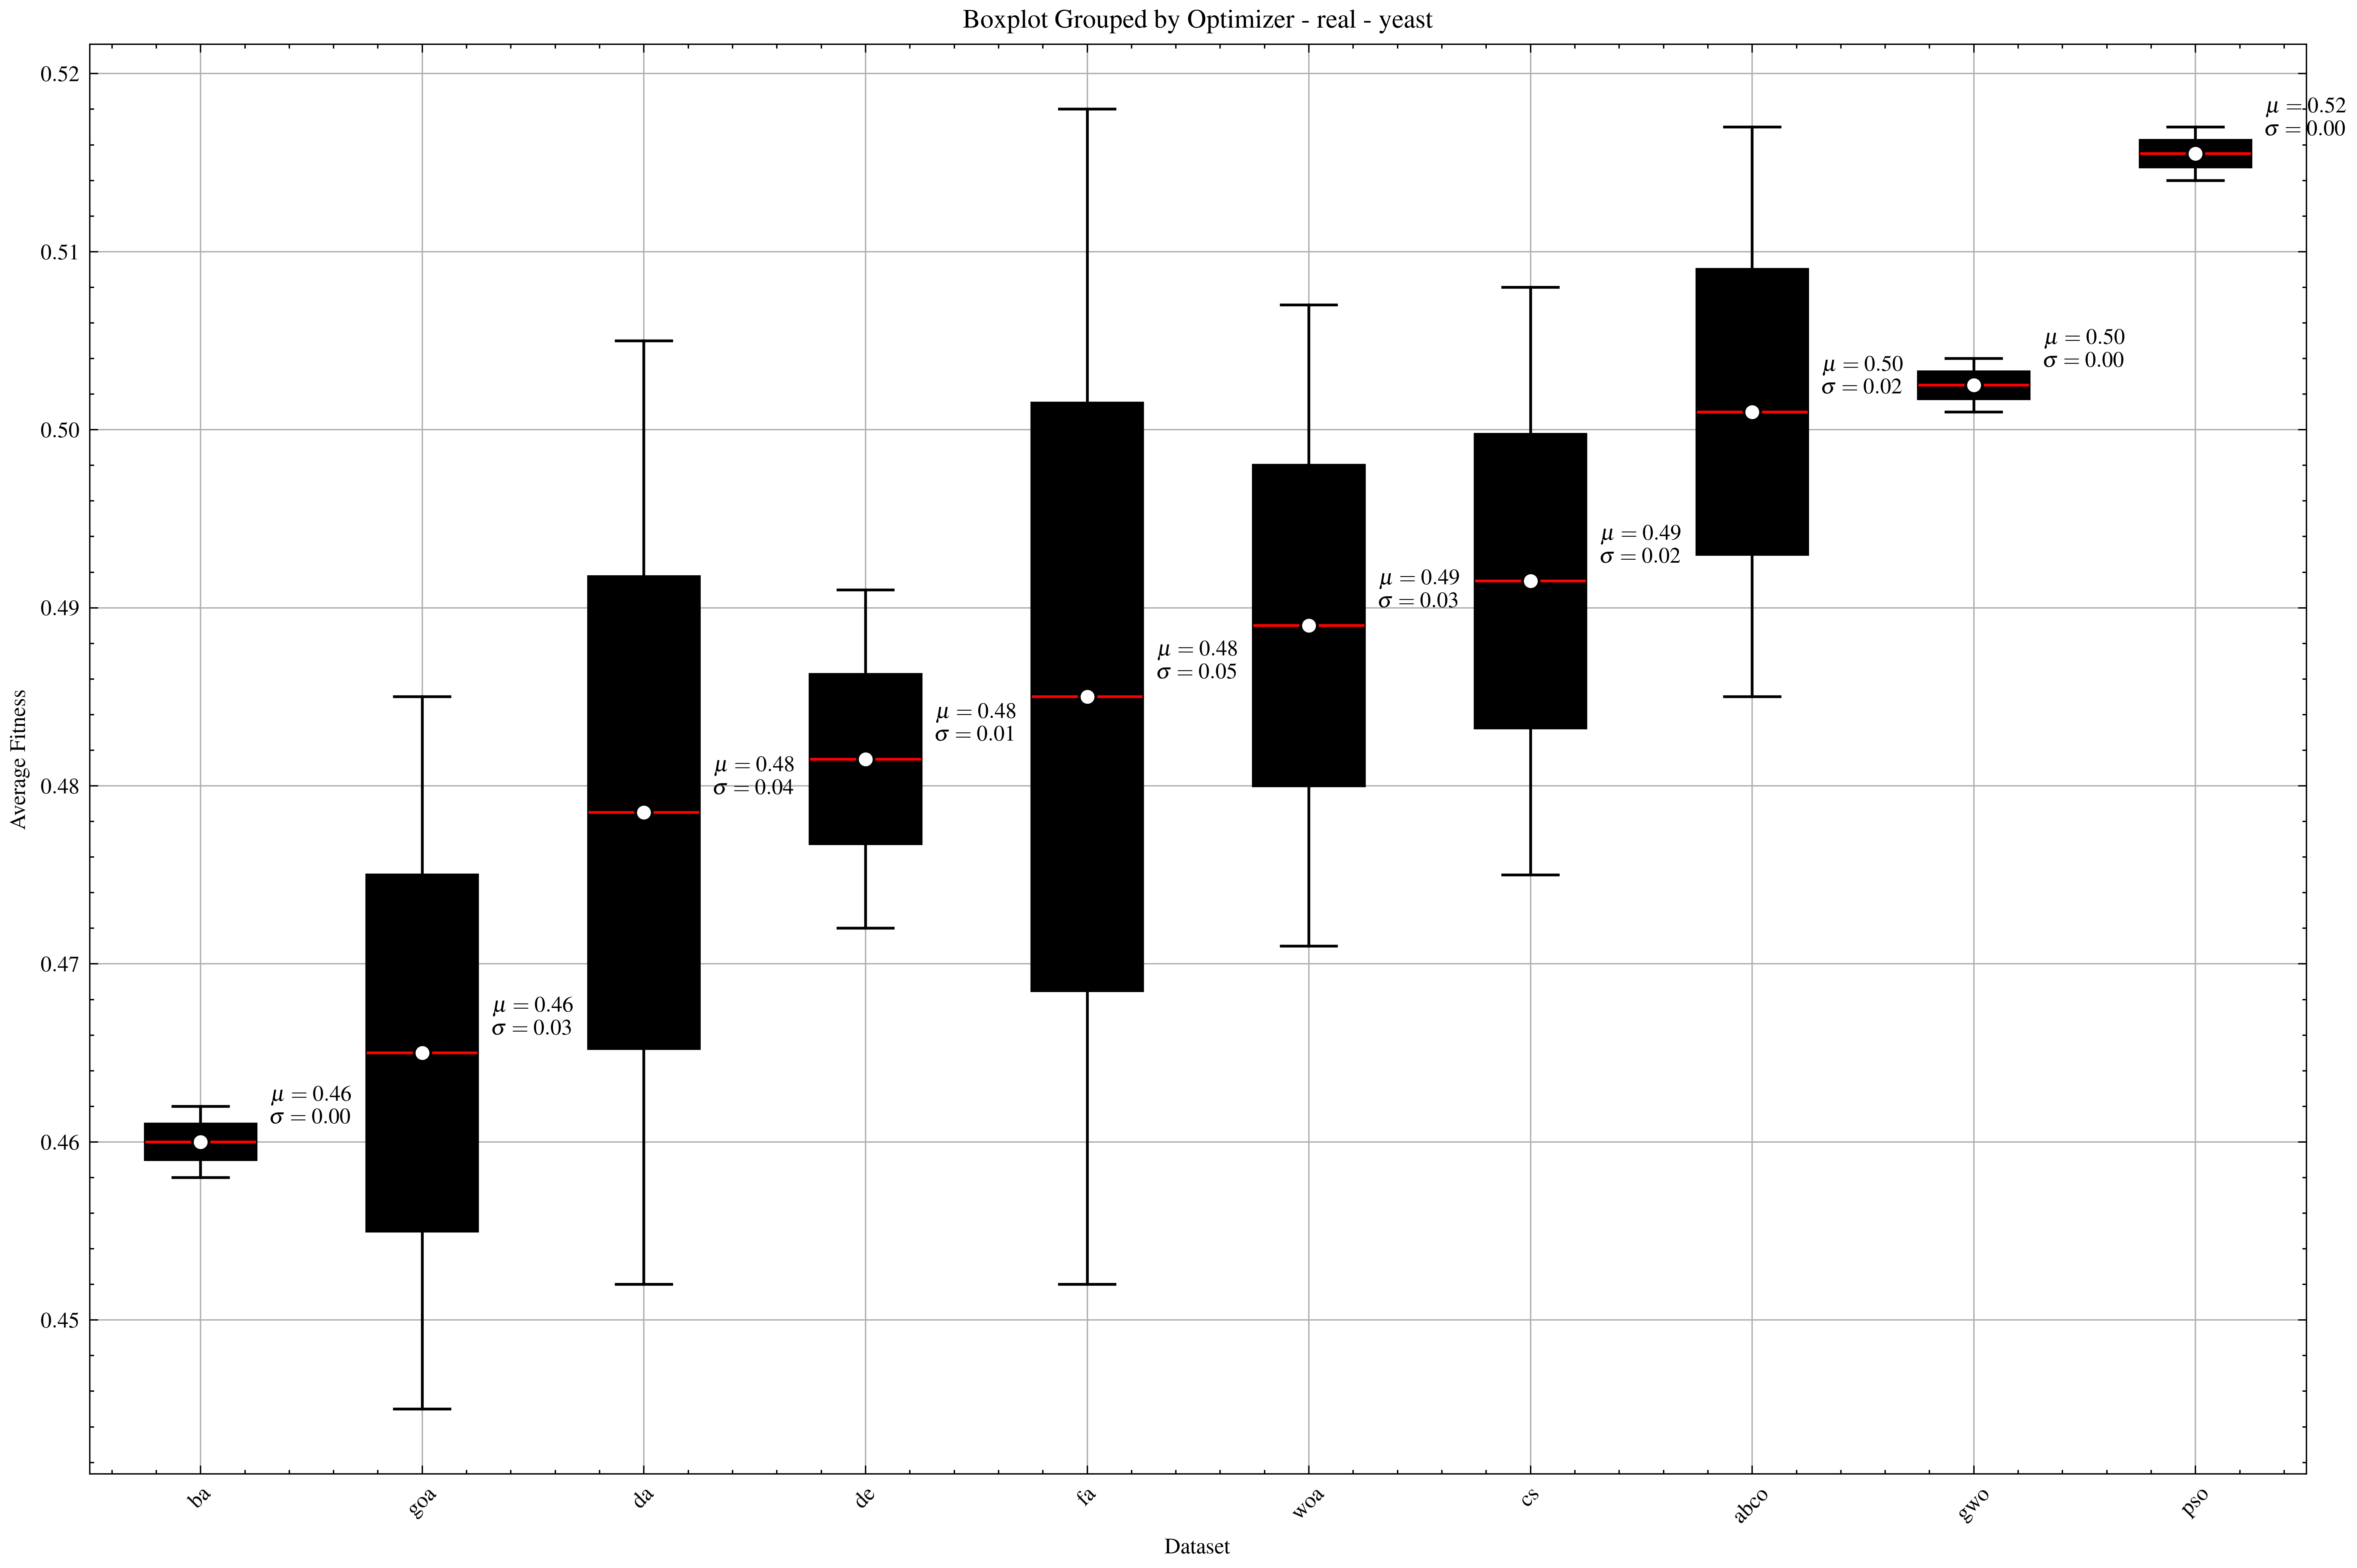 Boxplot Grouped by Optimizer - real - yeast
0.52
0.51
0.50
0.49
0.48
0.47
0.46
0.45
Average Fitness
μ = 0.46
σ = 0.00
μ = 0.46
σ = 0.03
μ = 0.48
σ = 0.04
μ = 0.48
σ = 0.01
μ = 0.48
σ = 0.05
μ = 0.49
σ = 0.03
μ = 0.49
σ = 0.02
μ = 0.50
σ = 0.02
μ = 0.50
σ = 0.00
μ = 0.52
σ = 0.00
ba
goa
da
de
fa
woa
cs
abco
gwo
pso
Dataset